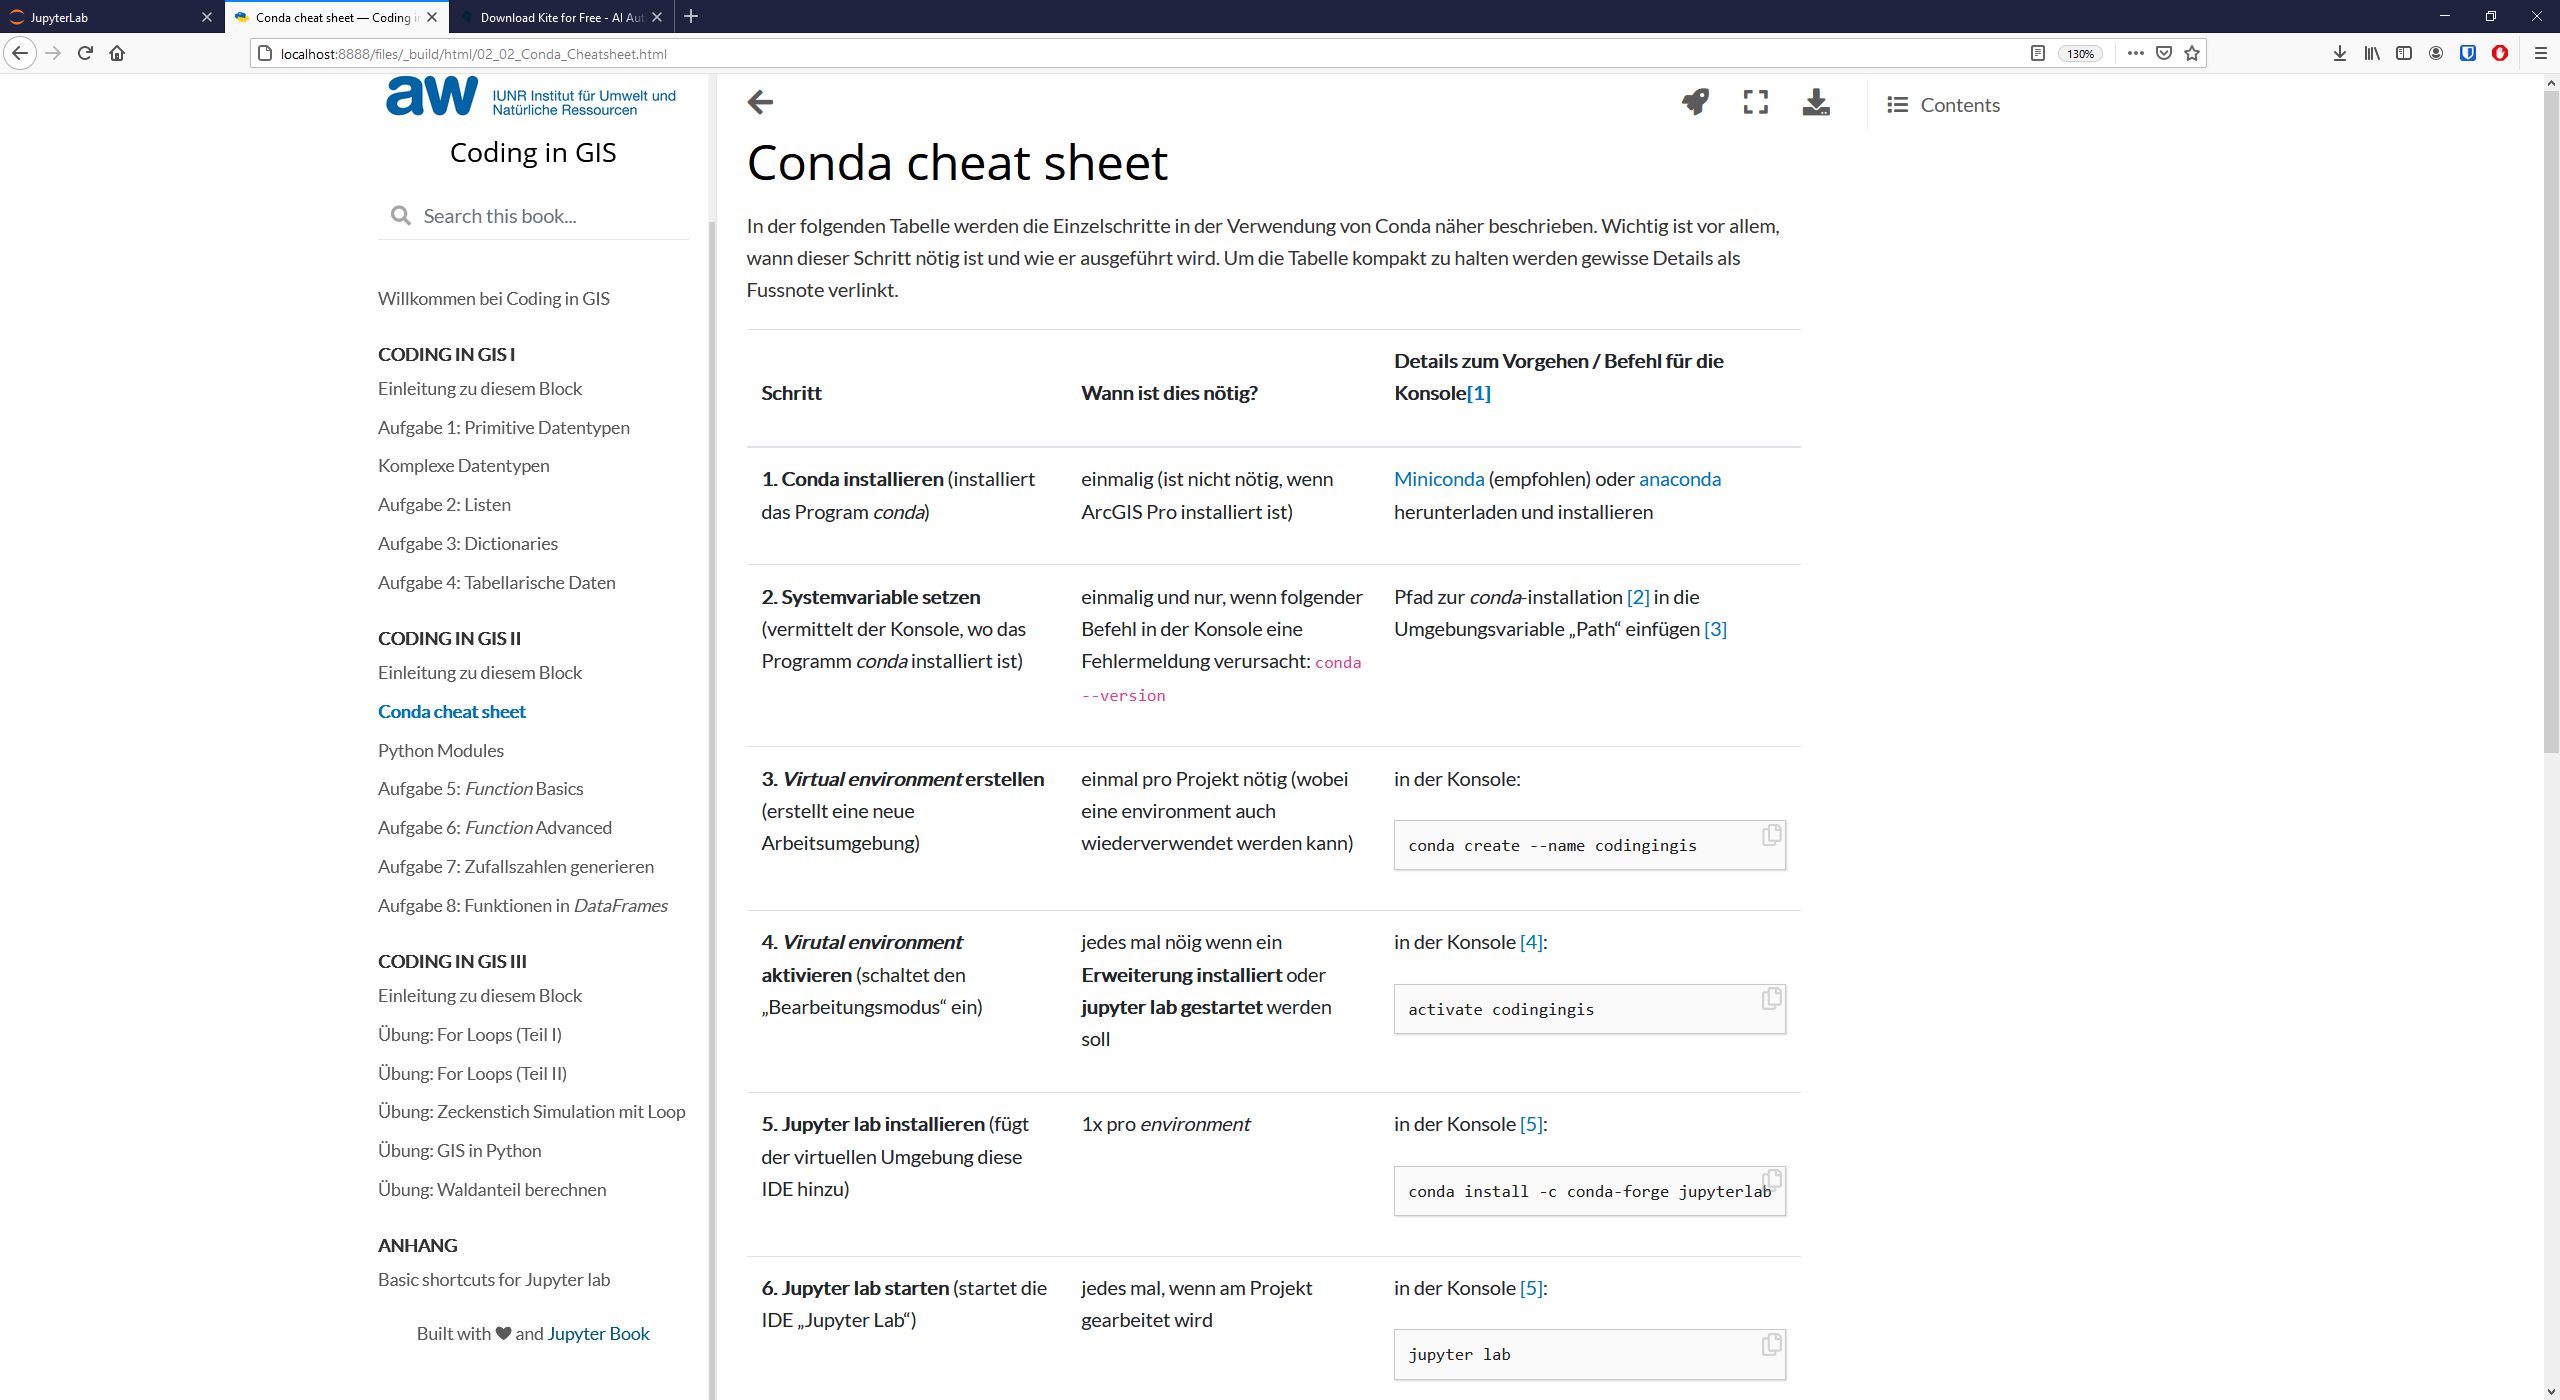 JupyterLab
Conda cheat sheet — Coding in
Download Kite for Free - AI Aut
localhost:8888/files/_build/html/02_02_Conda_Cheatsheet.html
130%
aw
IUNR Institut für Umwelt und
Natürliche Ressourcen
Coding in GIS
Search this book...
Willkommen bei Coding in GIS
CODING IN GIS I
Einleitung zu diesem Block
Aufgabe 1: Primitive Datentypen
Komplexe Datentypen
Aufgabe 2: Listen
Aufgabe 3: Dictionaries
Aufgabe 4: Tabellarische Daten
CODING IN GIS II
Einleitung zu diesem Block
Conda cheat sheet
Python Modules
Aufgabe 5: Function Basics
Aufgabe 6: Function Advanced
Aufgabe 7: Zufallszahlen generieren
Aufgabe 8: Funktionen in DataFrames
CODING IN GIS III
Einleitung zu diesem Block
Übung: For Loops (Teil I)
Übung: For Loops (Teil II)
Übung: Zeckenstich Simulation mit Loop
Übung: GIS in Python
Übung: Waldanteil berechnen
ANHANG
Basic shortcuts for Jupyter lab
Built with ♥ and Jupyter Book
Contents
Conda cheat sheet
In der folgenden Tabelle werden die Einzelschritte in der Verwendung von Conda näher beschrieben. Wichtig ist vor allem,
wann dieser Schritt nötig ist und wie er ausgeführt wird. Um die Tabelle kompakt zu halten werden gewisse Details als
Fussnote verlinkt.
Schritt
Wann ist dies nötig?
Details zum Vorgehen / Befehl für die
Konsole[1]
1. Conda installieren (installiert
das Program conda)
einmalig (ist nicht nötig, wenn
ArcGIS Pro installiert ist)
Miniconda (empfohlen) oder anaconda
herunterladen und installieren
2. Systemvariable setzen
(vermittelt der Konsole, wo das
Programm conda installiert ist)
einmalig und nur, wenn folgender
Befehl in der Konsole eine
Fehlermeldung verursacht: conda
--version
Pfad zur conda-installation [2] in die
Umgebungsvariable „Path“ einfügen [3]
3. Virtual environment erstellen
(erstellt eine neue
Arbeitsumgebung)
einmal pro Projekt nötig (wobei
eine environment auch
wiederverwendet werden kann)
in der Konsole:
conda create --name codingingis
4. Virutal environment
aktivieren (schaltet den
„Bearbeitungsmodus“ ein)
jedes mal nöig wenn ein
Erweiterung installiert oder
jupyter lab gestartet werden
soll
in der Konsole [4]:
activate codingingis
5. Jupyter lab installieren (fügt
der virtuellen Umgebung diese
IDE hinzu)
1x pro environment
in der Konsole [5]:
conda install -c conda-forge jupyterlab
6. Jupyter lab starten (startet die
IDE „Jupyter Lab“)
jedes mal, wenn am Projekt
gearbeitet wird
in der Konsole [5]:
jupyter lab